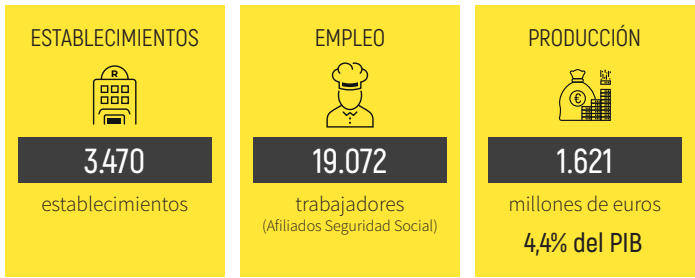 ESTABLECIMIENTOS
R
3.470
establecimientos
EMPLEO
19.072
trabajadores
(Afiliados Seguridad Social)
PRODUCCIÓN
€
1.621
millones de euros
4,4% del PIB